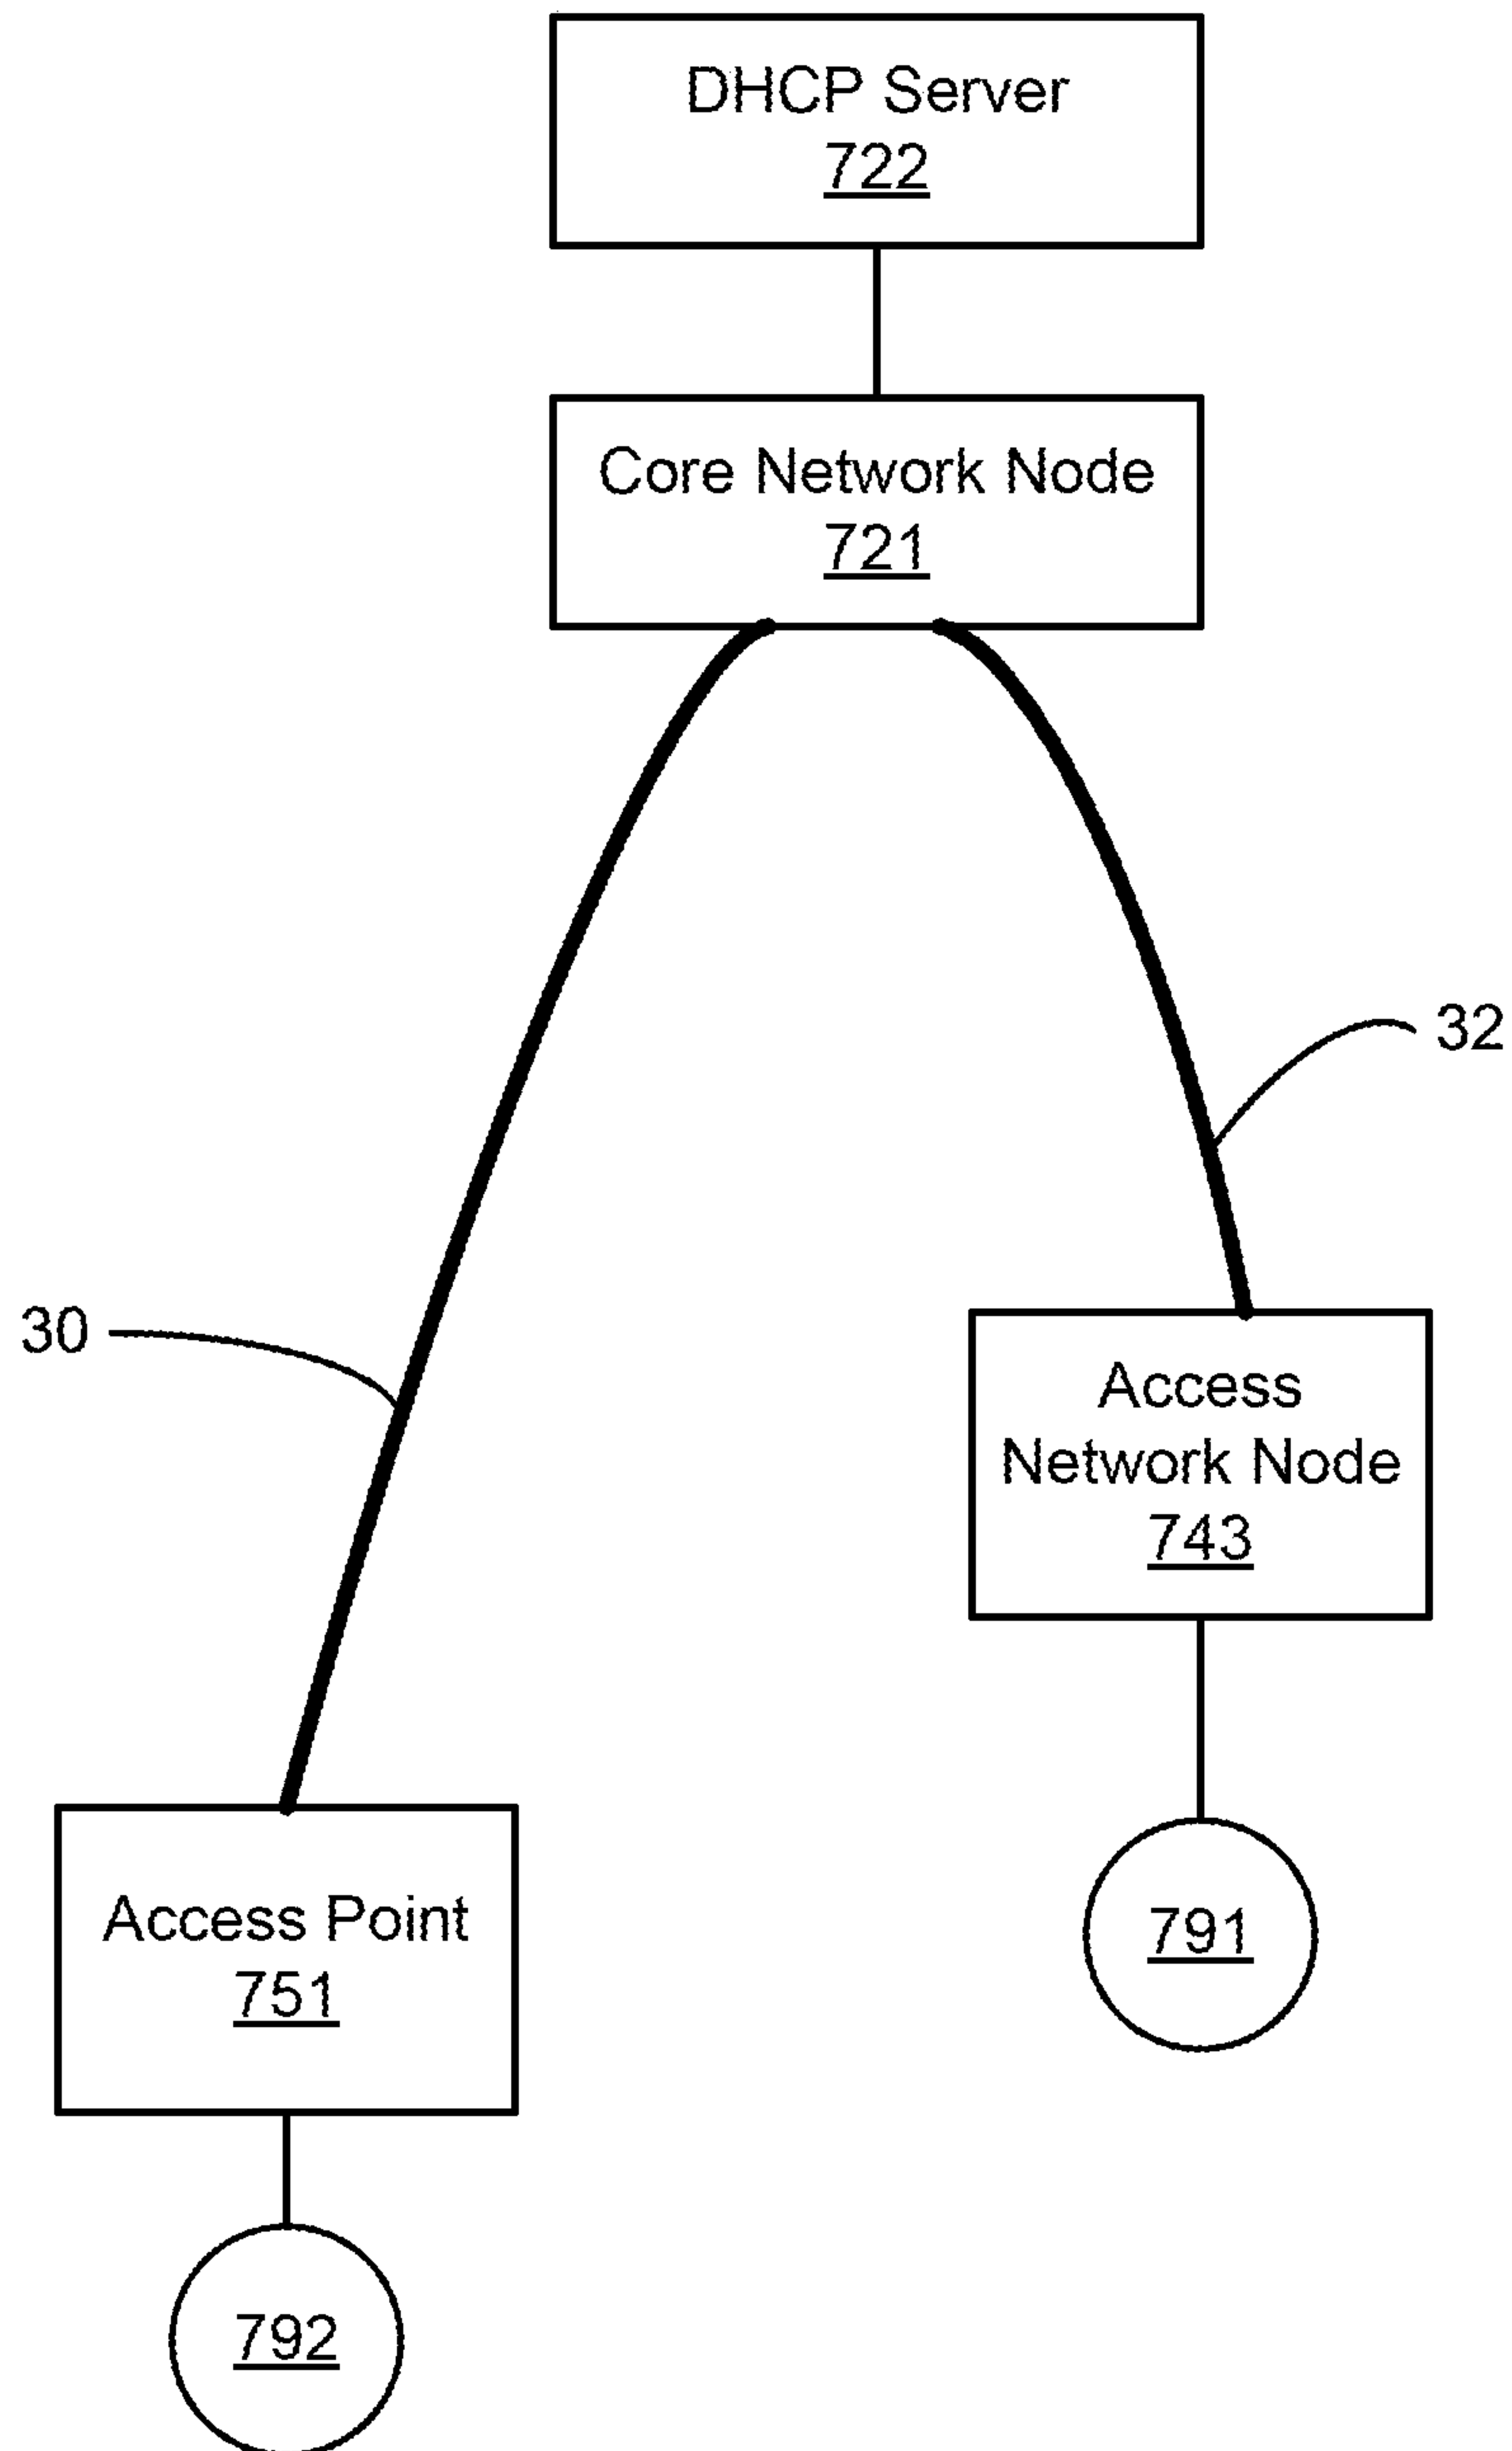 DHCP Server
722
Core Network Node
721
32
30
Access
Network Node
743
Access Point
751
791
792